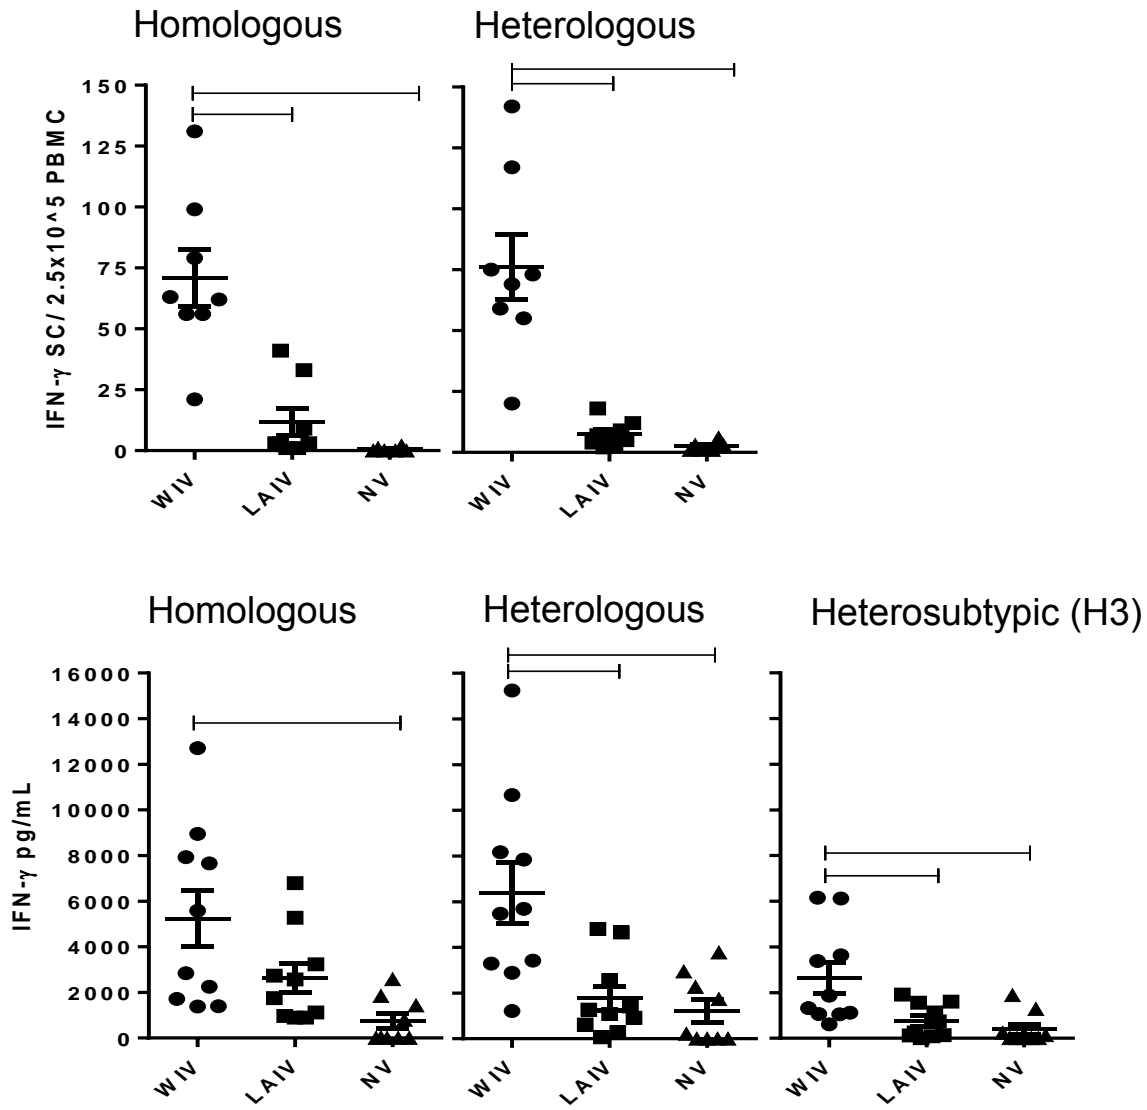 Homologous
Heterologous
IFN-γ SC/ 2.5x10^5 PBMC
150
125
100
75
50
25
0
WIV
LAIV
NV
WIV
LAIV
NV
Homologous
Heterologous
Heterosubtypic (H3)
IFN-γ pg/mL
16000
14000
12000
10000
8000
6000
4000
2000
0
WIV
LAIV
NV
WIV
LAIV
NV
WIV
LAIV
NV